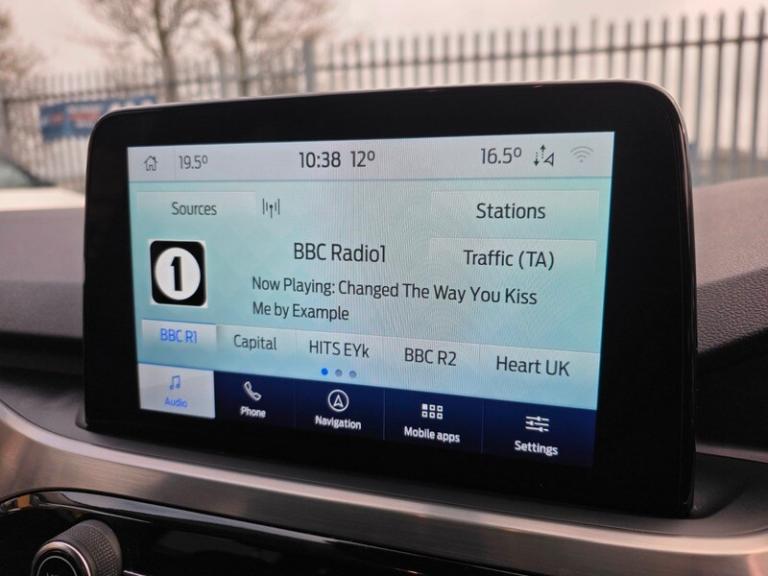 19.5° 10:38 12° 16.5°
Sources Stations
1 BBC Radio1 Traffic (TA)
Now Playing: Changed The Way You Kiss
Me by Example
BBC R1 Capital HITS EYk BBC R2 Heart UK
Audio Phone Navigation Mobile apps Settings